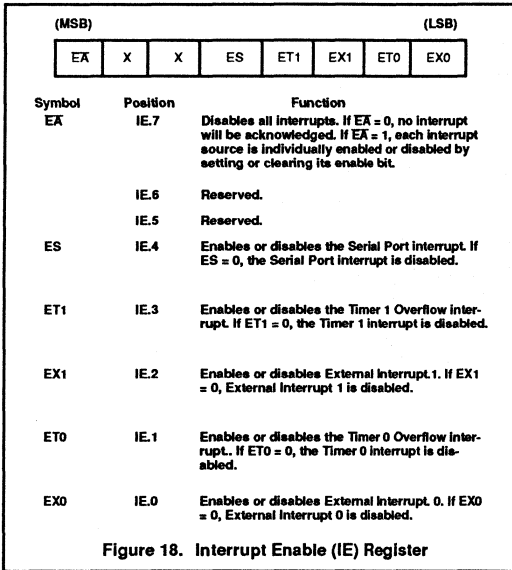 (MSB) (LSB)
E̅A̅ X X ES ET1 EX1 ET0 EX0
Symbol Position Function
E̅A̅ IE.7 Disables all interrupts. If E̅A̅ = 0, no interrupt
will be acknowledged. If E̅A̅ = 1, each interrupt
source is individually enabled or disabled by
setting or clearing its enable bit.
IE.6 Reserved.
IE.5 Reserved.
ES IE.4 Enables or disables the Serial Port interrupt. If
ES = 0, the Serial Port interrupt is disabled.
ET1 IE.3 Enables or disables the Timer 1 Overflow inter-
rupt. If ET1 = 0, the Timer 1 interrupt is disabled.
EX1 IE.2 Enables or disables External Interrupt.1. If EX1
= 0, External Interrupt 1 is disabled.
ET0 IE.1 Enables or disables the Timer 0 Overflow inter-
rupt.. If ET0 = 0, the Timer 0 interrupt is dis-
abled.
EX0 IE.0 Enables or disables External Interrupt. 0. If EX0
= 0, External Interrupt 0 is disabled.
Figure 18. Interrupt Enable (IE) Register